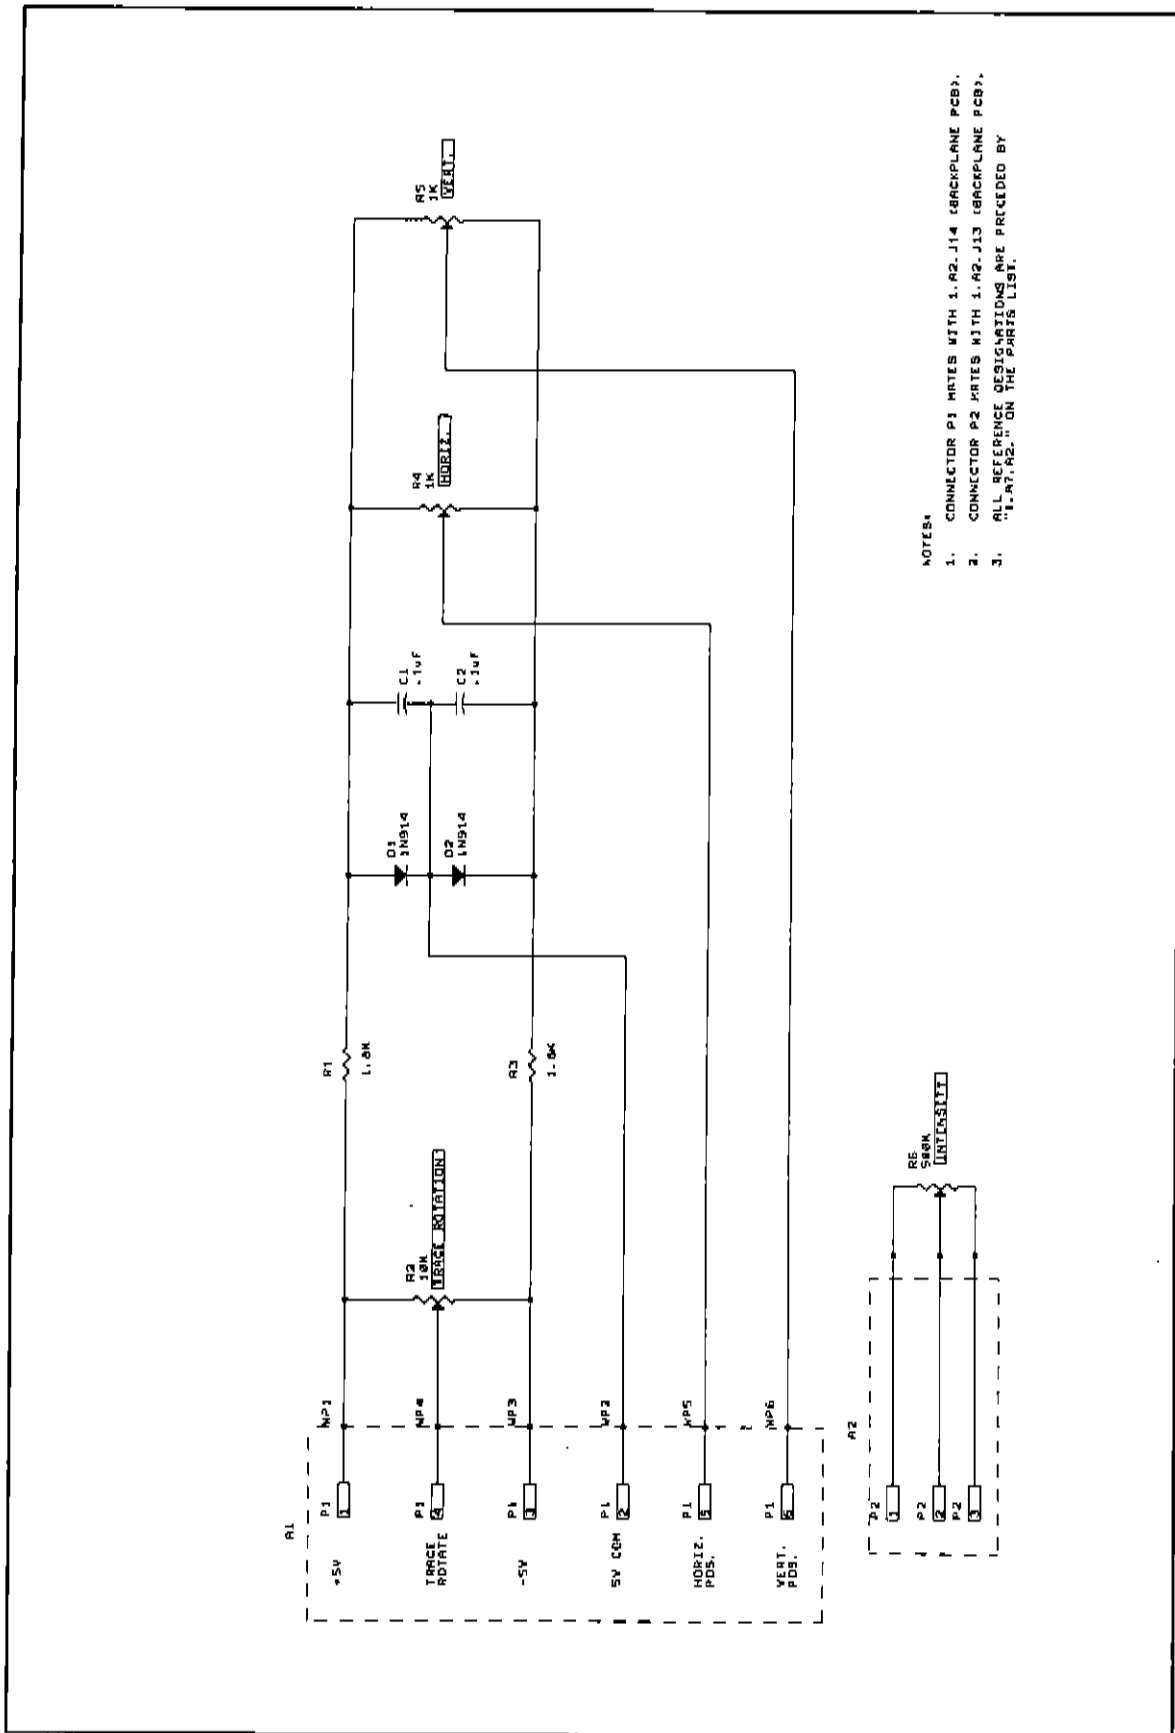 A1
+5V
P1
1
WP1
TRACE
ROTATE
P1
4
WP4
-5V
P1
3
WP3
5V COM
P1
2
WP2
HORIZ.
POS.
P1
5
WP5
VERT.
POS.
P1
6
WP6
R2
10K
TRACE ROTATION
R1
1.8K
R3
1.8K
D1
1N914
D2
1N914
C1
.1uF
C2
.1uF
R4
1K
HORIZ.
R5
1K
VERT.
A2
P2
1
P2
2
P2
3
R6
500K
INTENSITY
NOTES:
1. CONNECTOR P1 MATES WITH 1.A2.J14 (BACKPLANE PCB).
2. CONNECTOR P2 MATES WITH 1.A2.J13 (BACKPLANE PCB).
3. ALL REFERENCE DESIGNATIONS ARE PRECEDED BY
"1.A7.A2." ON THE PARTS LIST.